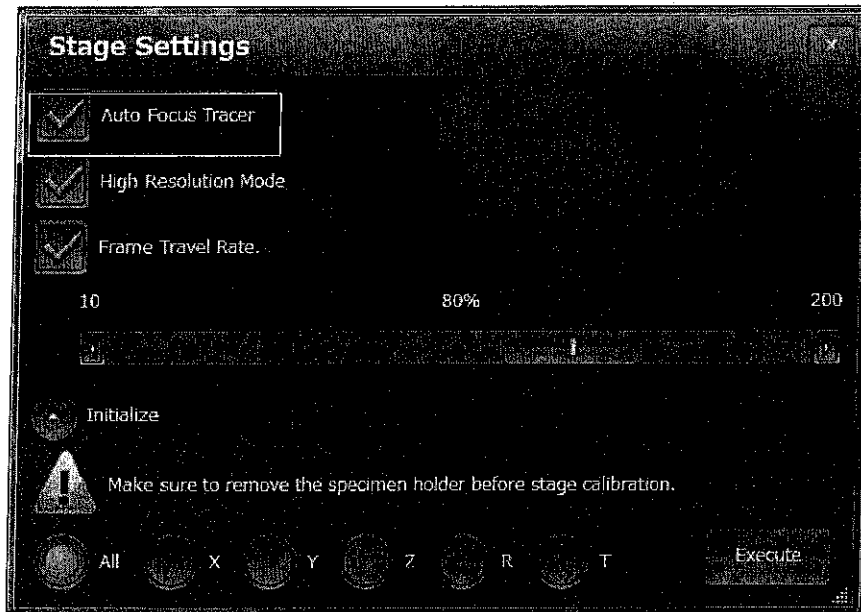 Stage Settings
Auto Focus Tracer
High Resolution Mode
Frame Travel Rate.
10 80% 200
Initialize
Make sure to remove the specimen holder before stage calibration.
All X Y Z R T Execute